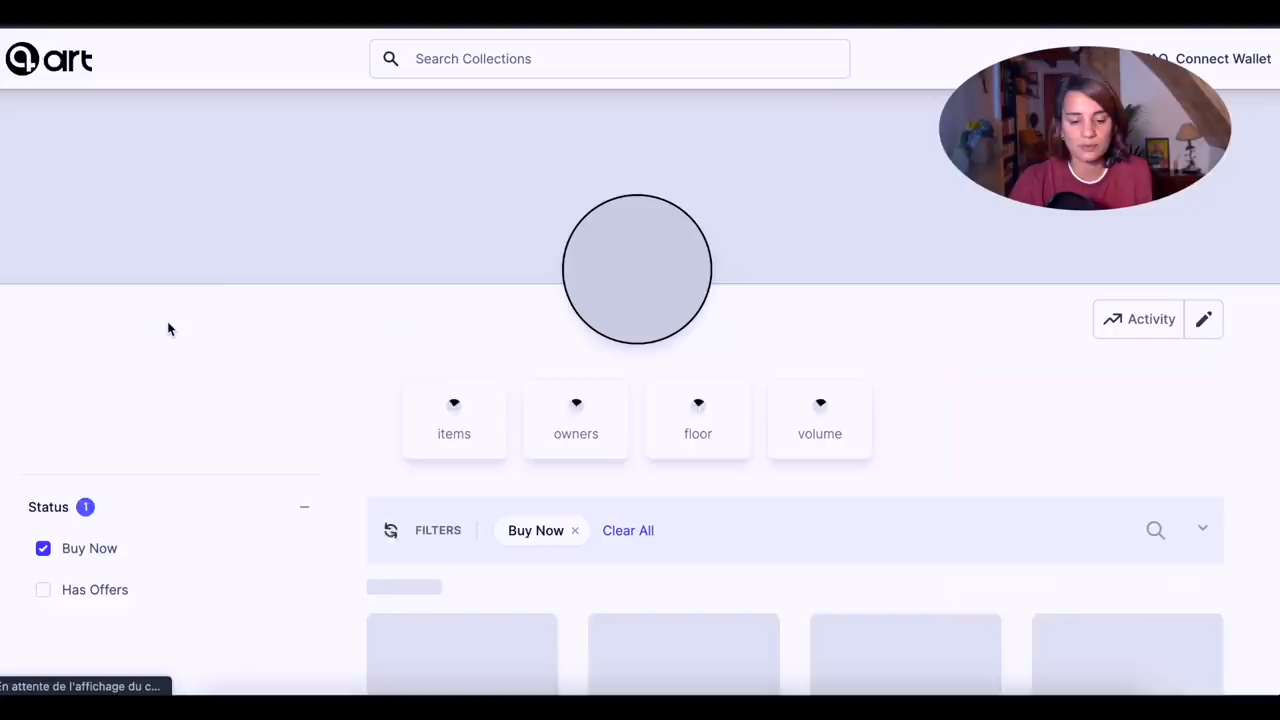 art
Search Collections
Connect Wallet
Activity
items
owners
floor
volume
Status 1
FILTERS
Buy Now ×
Clear All
Buy Now
Has Offers
En attente de l'affichage du c...